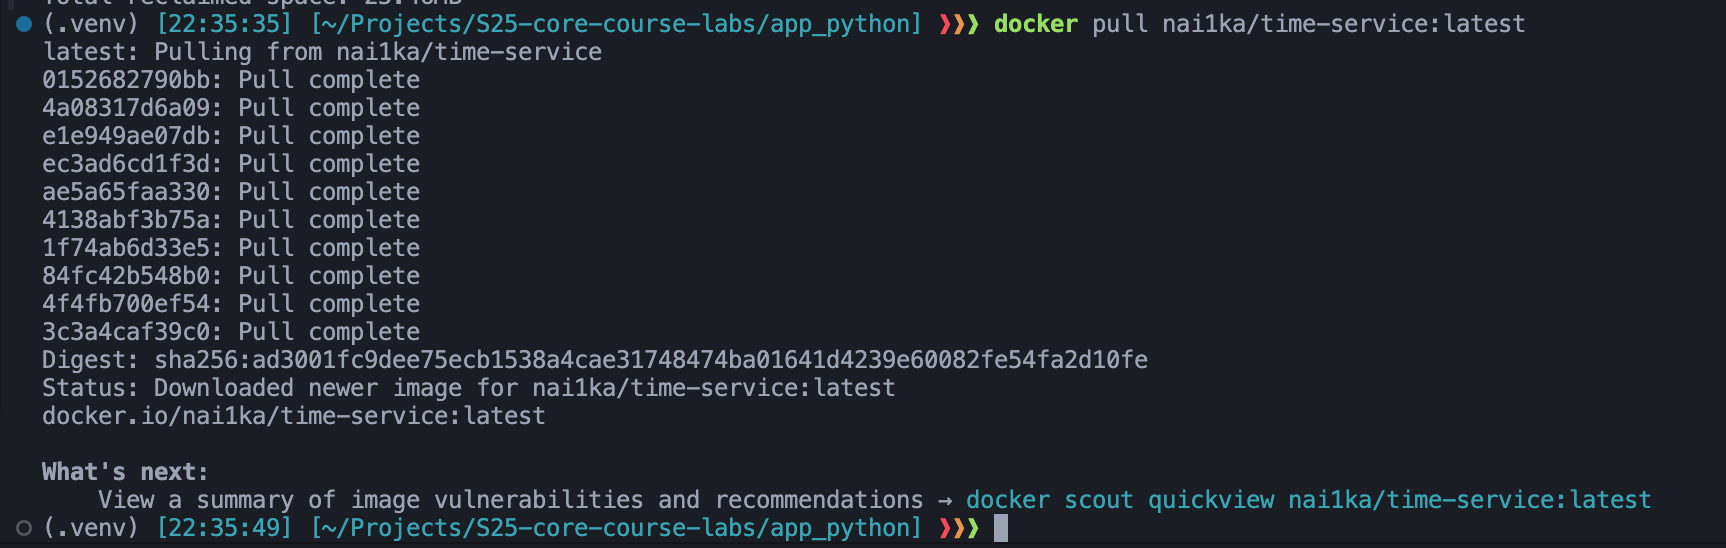 Total reclaimed space: 23.48MB
(.venv) [22:35:35] [~/Projects/S25-core-course-labs/app_python] ❯❯❯ docker pull nai1ka/time-service:latest
latest: Pulling from nai1ka/time-service
0152682790bb: Pull complete
4a08317d6a09: Pull complete
e1e949ae07db: Pull complete
ec3ad6cd1f3d: Pull complete
ae5a65faa330: Pull complete
4138abf3b75a: Pull complete
1f74ab6d33e5: Pull complete
84fc42b548b0: Pull complete
4f4fb700ef54: Pull complete
3c3a4caf39c0: Pull complete
Digest: sha256:ad3001fc9dee75ecb1538a4cae31748474ba01641d4239e60082fe54fa2d10fe
Status: Downloaded newer image for nai1ka/time-service:latest
docker.io/nai1ka/time-service:latest
What's next:
View a summary of image vulnerabilities and recommendations → docker scout quickview nai1ka/time-service:latest
(.venv) [22:35:49] [~/Projects/S25-core-course-labs/app_python] ❯❯❯